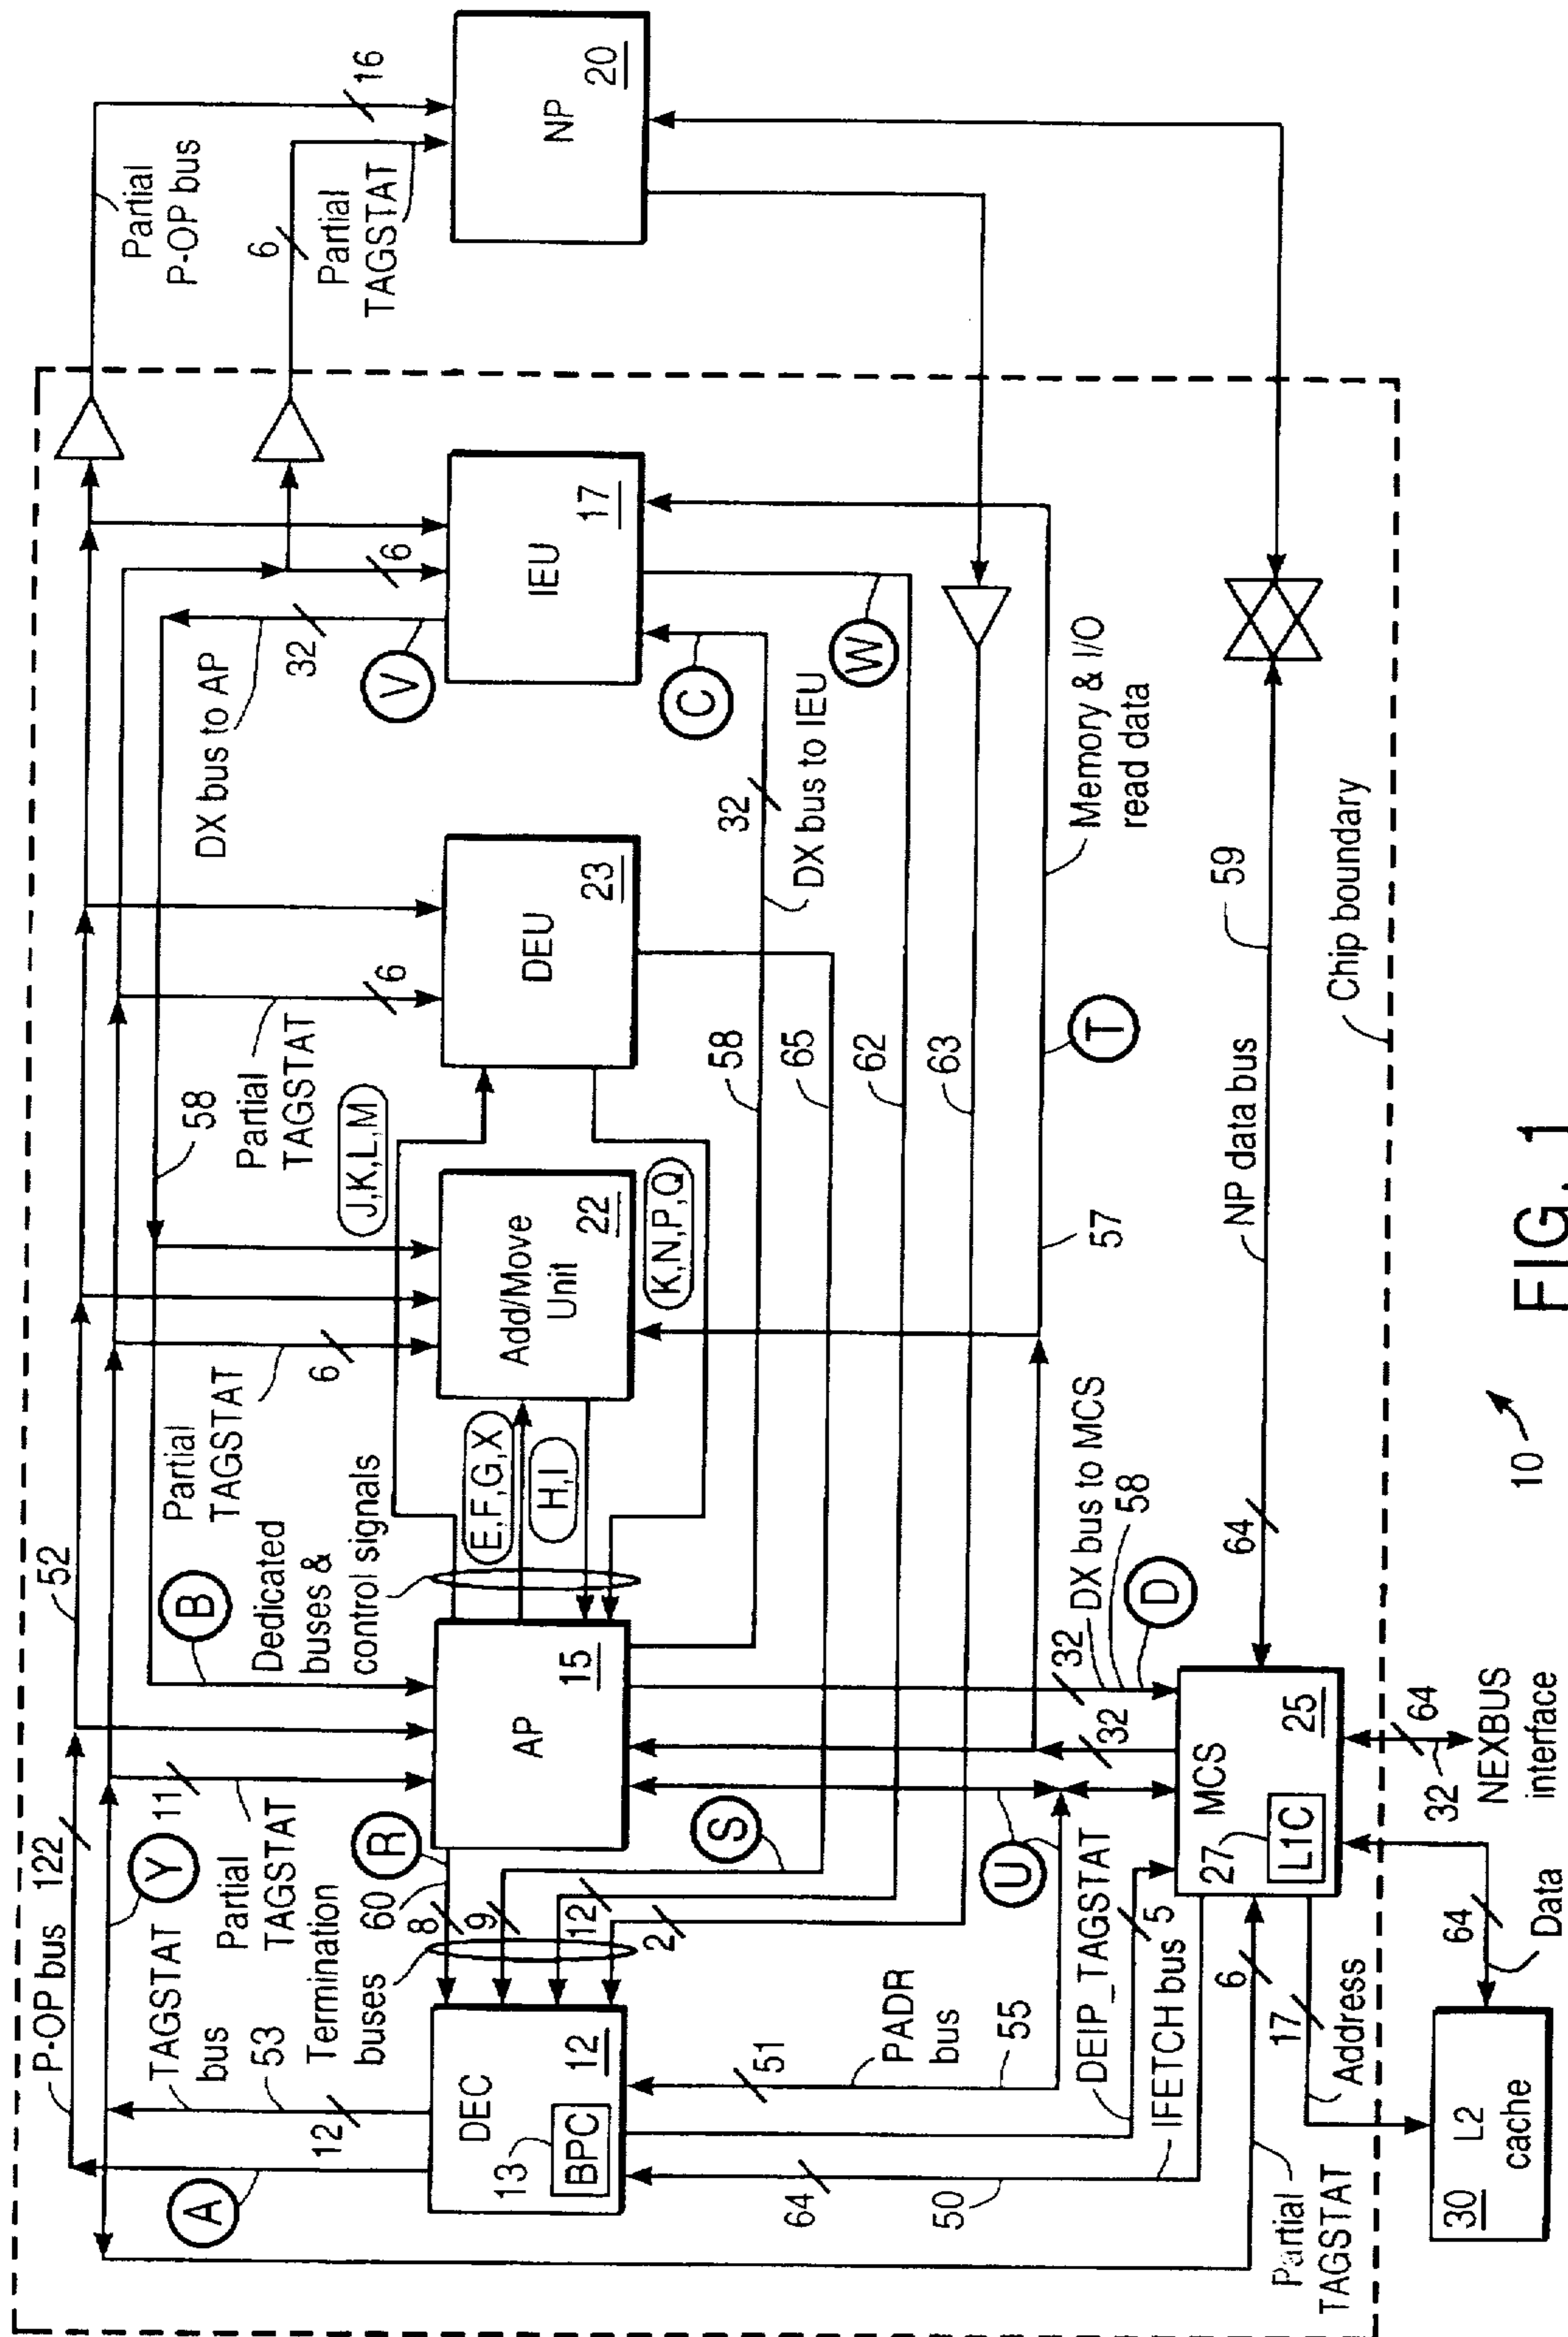 P-OP bus
122
52
A
Y
TAGSTAT
bus
53
12
11
Partial
TAGSTAT
Termination
buses
R
60
8
9
12
2
DEC
12
13
BPC
B
Dedicated
buses &
control signals
AP
15
Partial
TAGSTAT
6
E,F,G,X
H,I
J,K,L,M
K,N,P,Q
58
Add/Move
Unit
22
Partial
TAGSTAT
6
DEU
23
DX bus to AP
32
V
6
IEU
17
Partial
P-OP bus
16
6
Partial
TAGSTAT
NP
20
C
32
DX bus to IEU
W
58
65
62
63
S
U
51
PADR
bus
55
DEIP_TAGSTAT
5
IFETCH bus
64
50
32
32
DX bus to MCS
58
D
57
T
Memory & I/O
read data
MCS
25
27
L1C
64
NP data bus
59
Chip boundary
6
17
Address
Partial
TAGSTAT
30
L2
cache
64
Data
64
32
NEXBUS
interface
10
FIG. 1